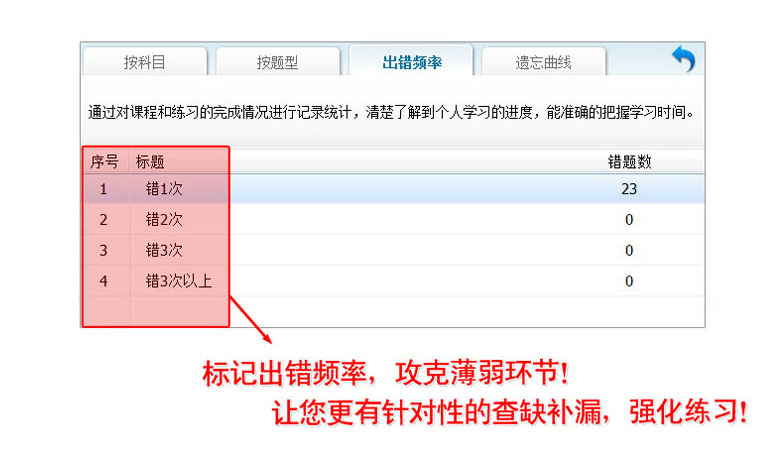 按科目 按题型 出错频率 遗忘曲线
通过对课程和练习的完成情况进行记录统计，清楚了解到个人学习的进度，能准确的把握学习时间。
序号 标题 错题数
1 错1次 23
2 错2次 0
3 错3次 0
4 错3次以上 0
标记出错频率，攻克薄弱环节!
让您更有针对性的查缺补漏，强化练习!